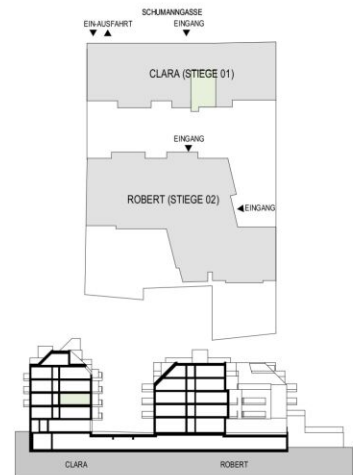 SCHUMANNGASSE
EIN-AUSFAHRT EINGANG
CLARA (STIEGE 01)
EINGANG
ROBERT (STIEGE 02)
EINGANG
CLARA ROBERT